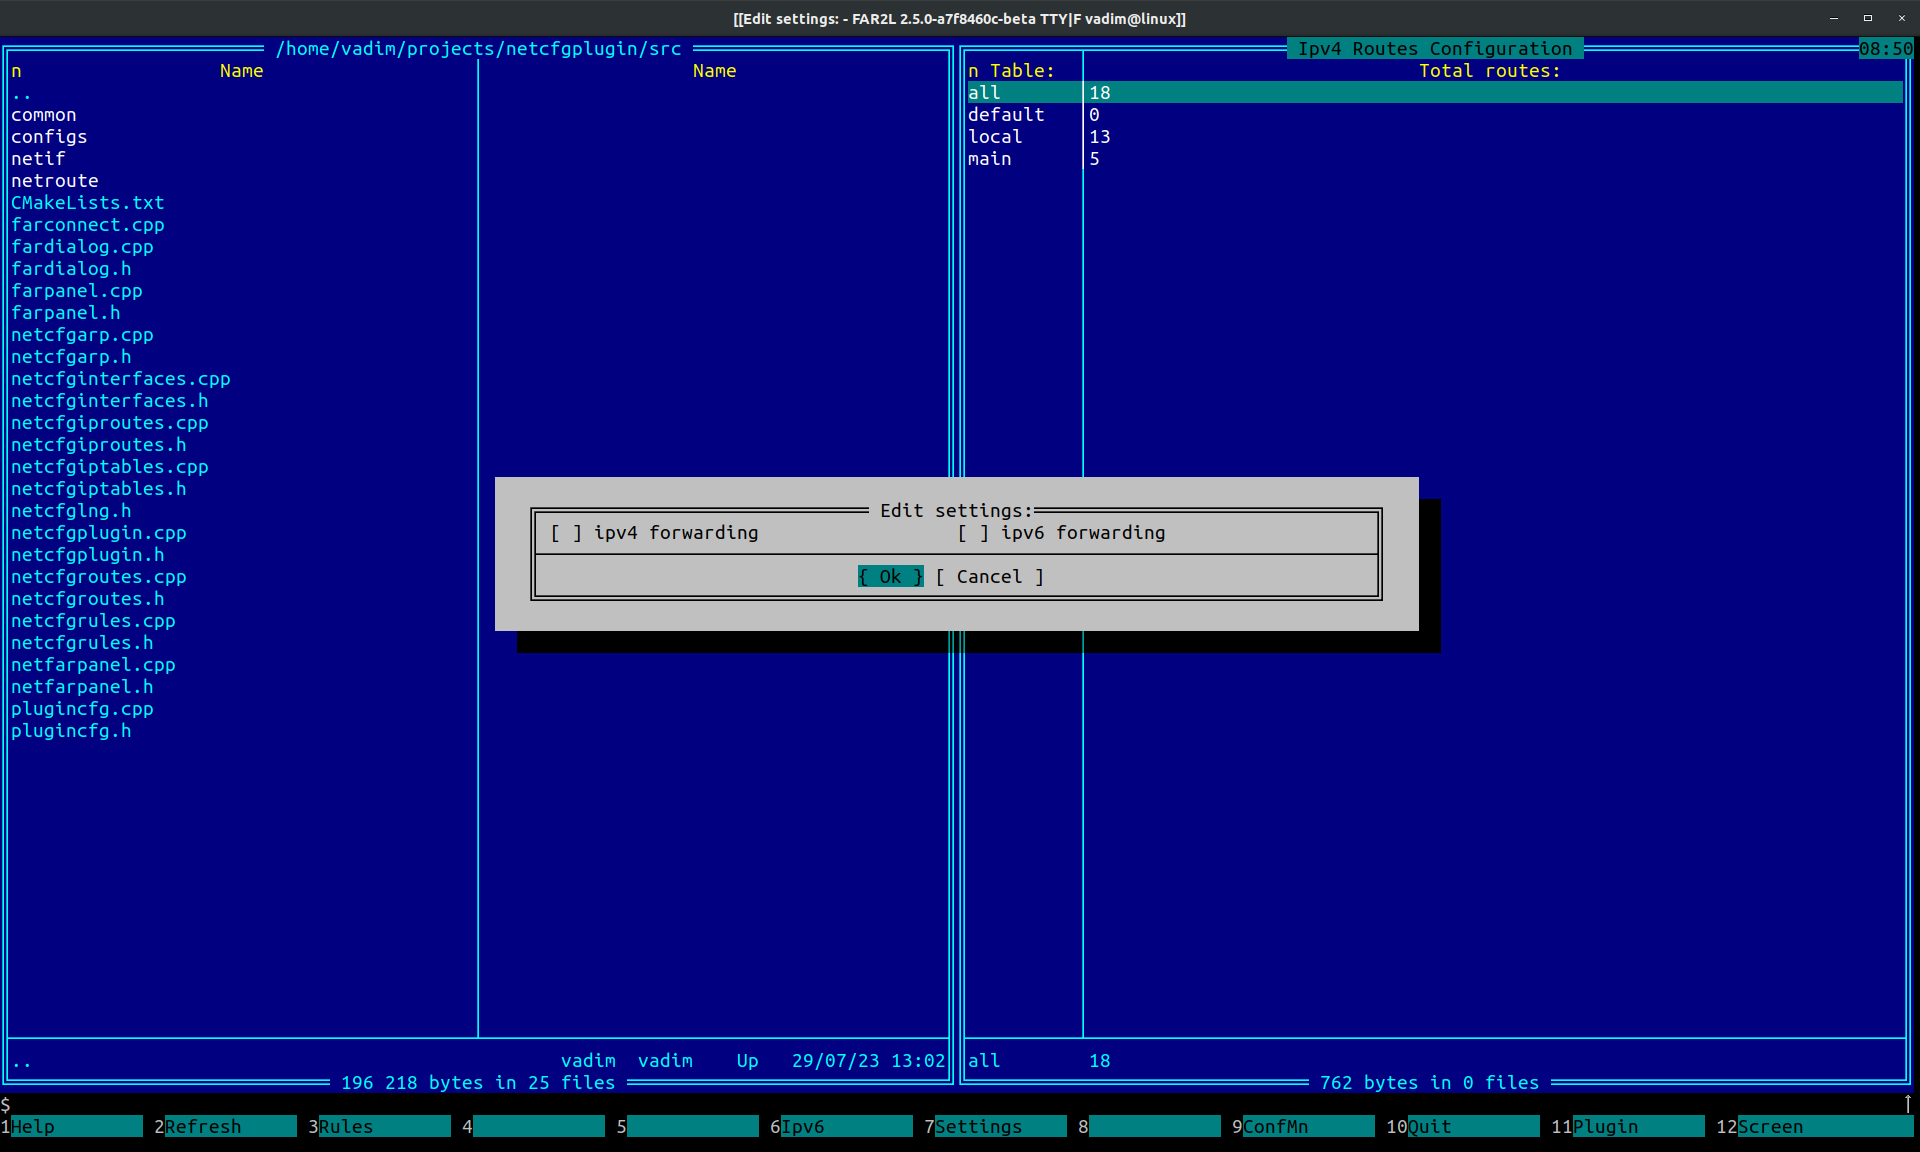 [[Edit settings: - FAR2L 2.5.0-a7f8460c-beta TTY|F vadim@linux]]
/home/vadim/projects/netcfgplugin/src
n Name Name
..
common
configs
netif
netroute
CMakeLists.txt
farconnect.cpp
fardialog.cpp
fardialog.h
farpanel.cpp
farpanel.h
netcfgarp.cpp
netcfgarp.h
netcfginterfaces.cpp
netcfginterfaces.h
netcfgiproutes.cpp
netcfgiproutes.h
netcfgiptables.cpp
netcfgiptables.h
netcfglng.h
netcfgplugin.cpp
netcfgplugin.h
netcfgroutes.cpp
netcfgroutes.h
netcfgrules.cpp
netcfgrules.h
netfarpanel.cpp
netfarpanel.h
plugincfg.cpp
plugincfg.h
.. vadim vadim Up 29/07/23 13:02
196 218 bytes in 25 files
Ipv4 Routes Configuration 08:50
n Table: Total routes:
all 18
default 0
local 13
main 5
all 18
762 bytes in 0 files
Edit settings:
[ ] ipv4 forwarding [ ] ipv6 forwarding
{ Ok } [ Cancel ]
$
1Help 2Refresh 3Rules 4 5 6Ipv6 7Settings 8 9ConfMn 10Quit 11Plugin 12Screen